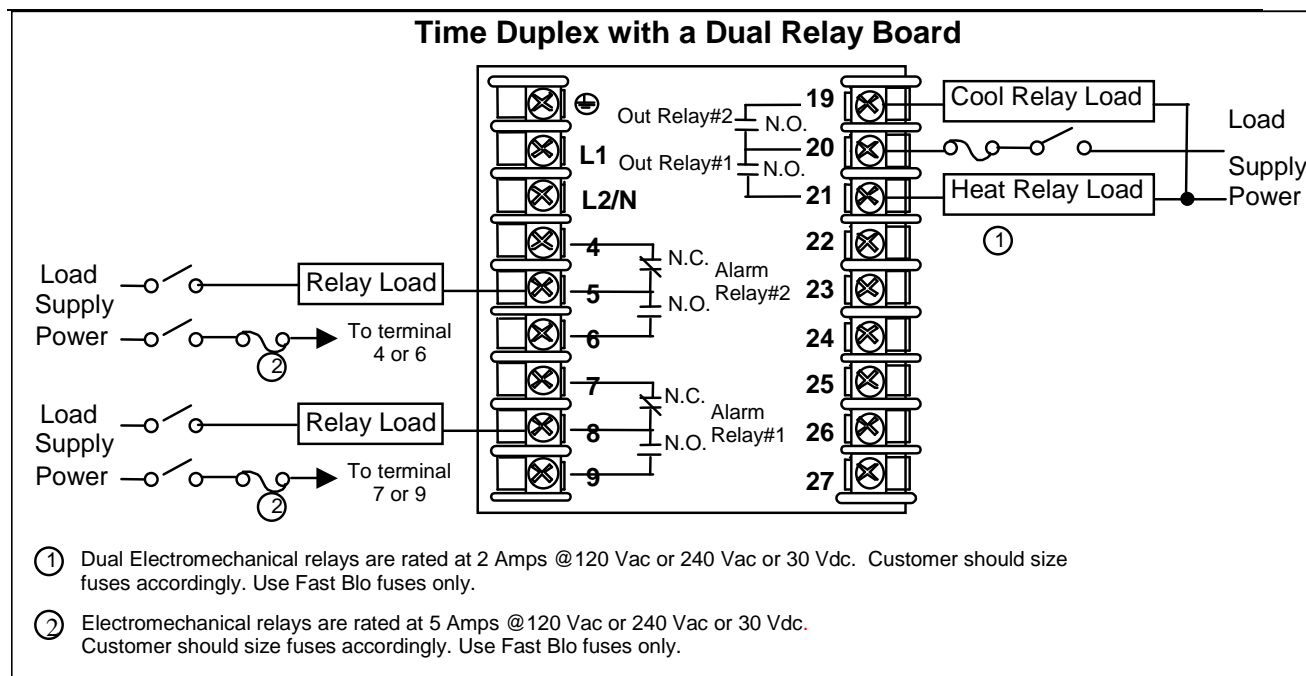 Time Duplex with a Dual Relay Board
L1
L2/N
4
5
6
7
8
9
N.C.
N.O.
Alarm
Relay#2
N.C.
N.O.
Alarm
Relay#1
Out Relay#2
N.O.
Out Relay#1
N.O.
19
20
21
22
23
24
25
26
27
Cool Relay Load
Heat Relay Load
1
Load
Supply
Power
Load
Supply
Power
Relay Load
To terminal
4 or 6
2
Load
Supply
Power
Relay Load
To terminal
7 or 9
2
1 Dual Electromechanical relays are rated at 2 Amps @120 Vac or 240 Vac or 30 Vdc. Customer should size
fuses accordingly. Use Fast Blo fuses only.
2 Electromechanical relays are rated at 5 Amps @120 Vac or 240 Vac or 30 Vdc.
Customer should size fuses accordingly. Use Fast Blo fuses only.